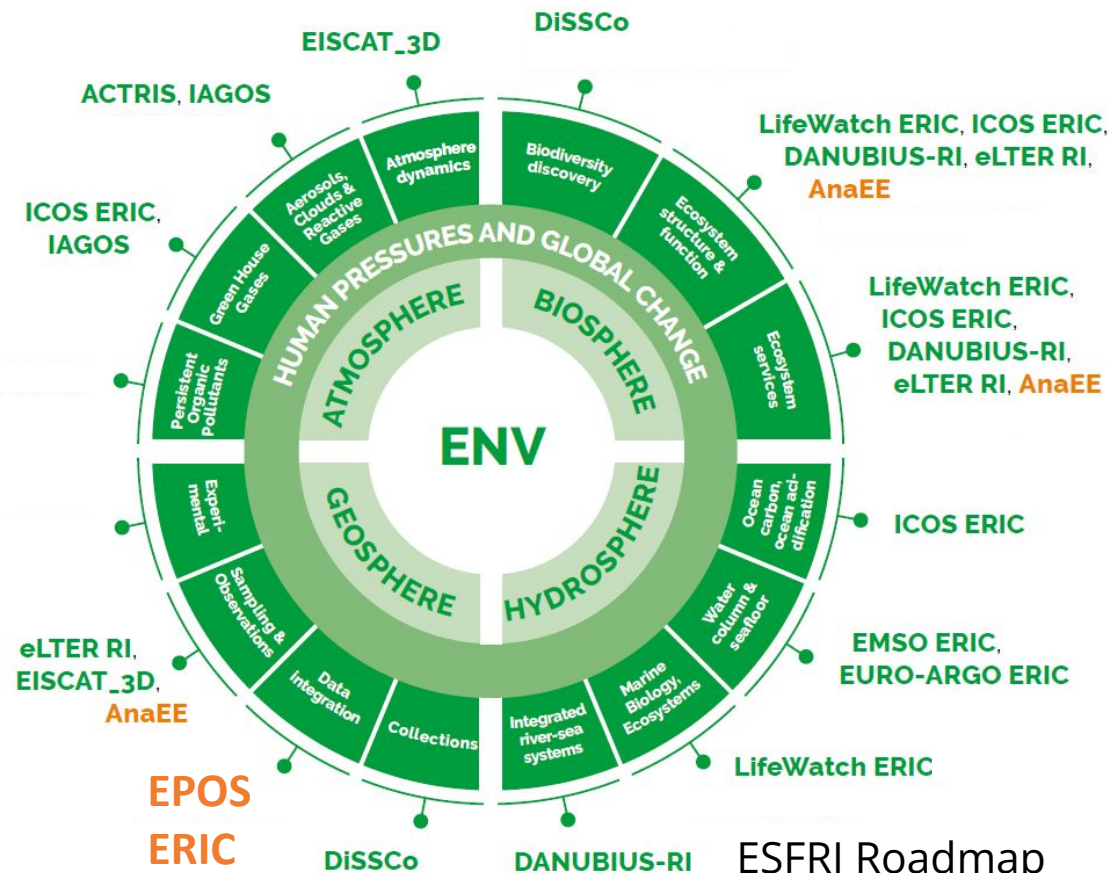 DiSSCo
EISCAT_3D
ACTRIS, IAGOS
LifeWatch ERIC, ICOS ERIC,
DANUBIUS-RI, eLTER RI,
AnaEE
ICOS ERIC,
IAGOS
LifeWatch ERIC,
ICOS ERIC,
DANUBIUS-RI,
eLTER RI, AnaEE
Atmosphere
dynamics
Biodiversity
discovery
Aerosols,
Clouds &
Reactive
Gases
Ecosystem
structure &
function
Green House
Gases
Ecosystem
services
Persistent
Organic
Pollutants
HUMAN PRESSURES AND GLOBAL CHANGE
ATMOSPHERE
BIOSPHERE
ENV
GEOSPHERE
HYDROSPHERE
Experi-
mental
Ocean
carbon,
ocean aci-
dification
ICOS ERIC
Sampling &
Observations
Water
column &
seafloor
eLTER RI,
EISCAT_3D,
AnaEE
EMSO ERIC,
EURO-ARGO ERIC
Data
integration
Marine
Biology,
Ecosystems
Collections
Integrated
river-sea
systems
LifeWatch ERIC
EPOS
ERIC
DiSSCo
DANUBIUS-RI
ESFRI Roadmap